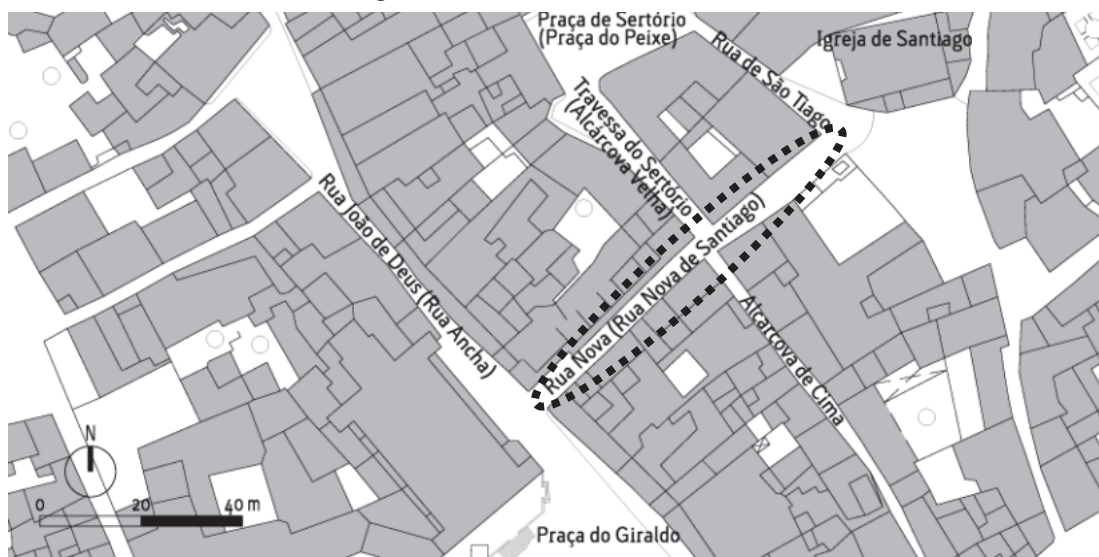 Praça de Sertório
(Praça do Peixe)
Rua de São Tiago
Igreja de Santiago
Travessa do Sertório
(Alcárcova Velha)
Rua João de Deus (Rua Ancha)
Rua Nova (Rua Nova de Santiago)
Alcárcova de Cima
N
0 20 40 m
Praça do Giraldo